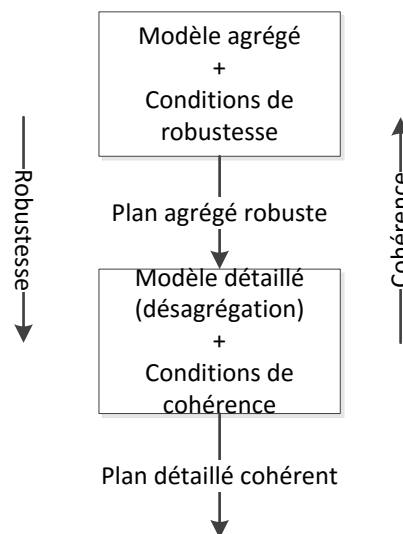 Modèle agrégé
+
Conditions de
robustesse
Robustesse
Cohérence
Plan agrégé robuste
Modèle détaillé
(désagrégation)
+
Conditions de
cohérence
Plan détaillé cohérent